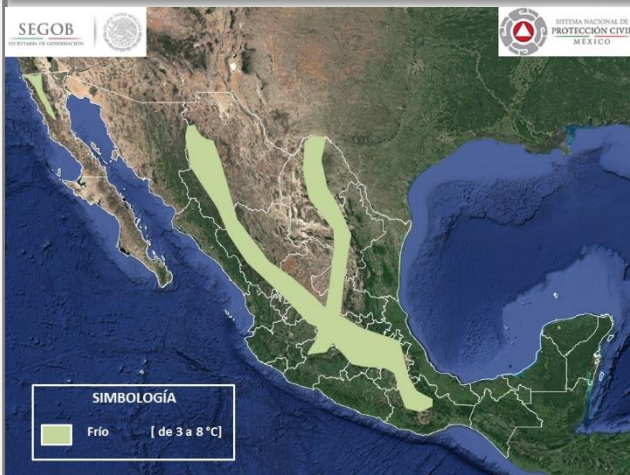 SEGOB
SECRETARÍA DE GOBERNACIÓN
SISTEMA NACIONAL DE
PROTECCIÓN CIVIL
MÉXICO
SIMBOLOGÍA
Frío [ de 3 a 8 °C]